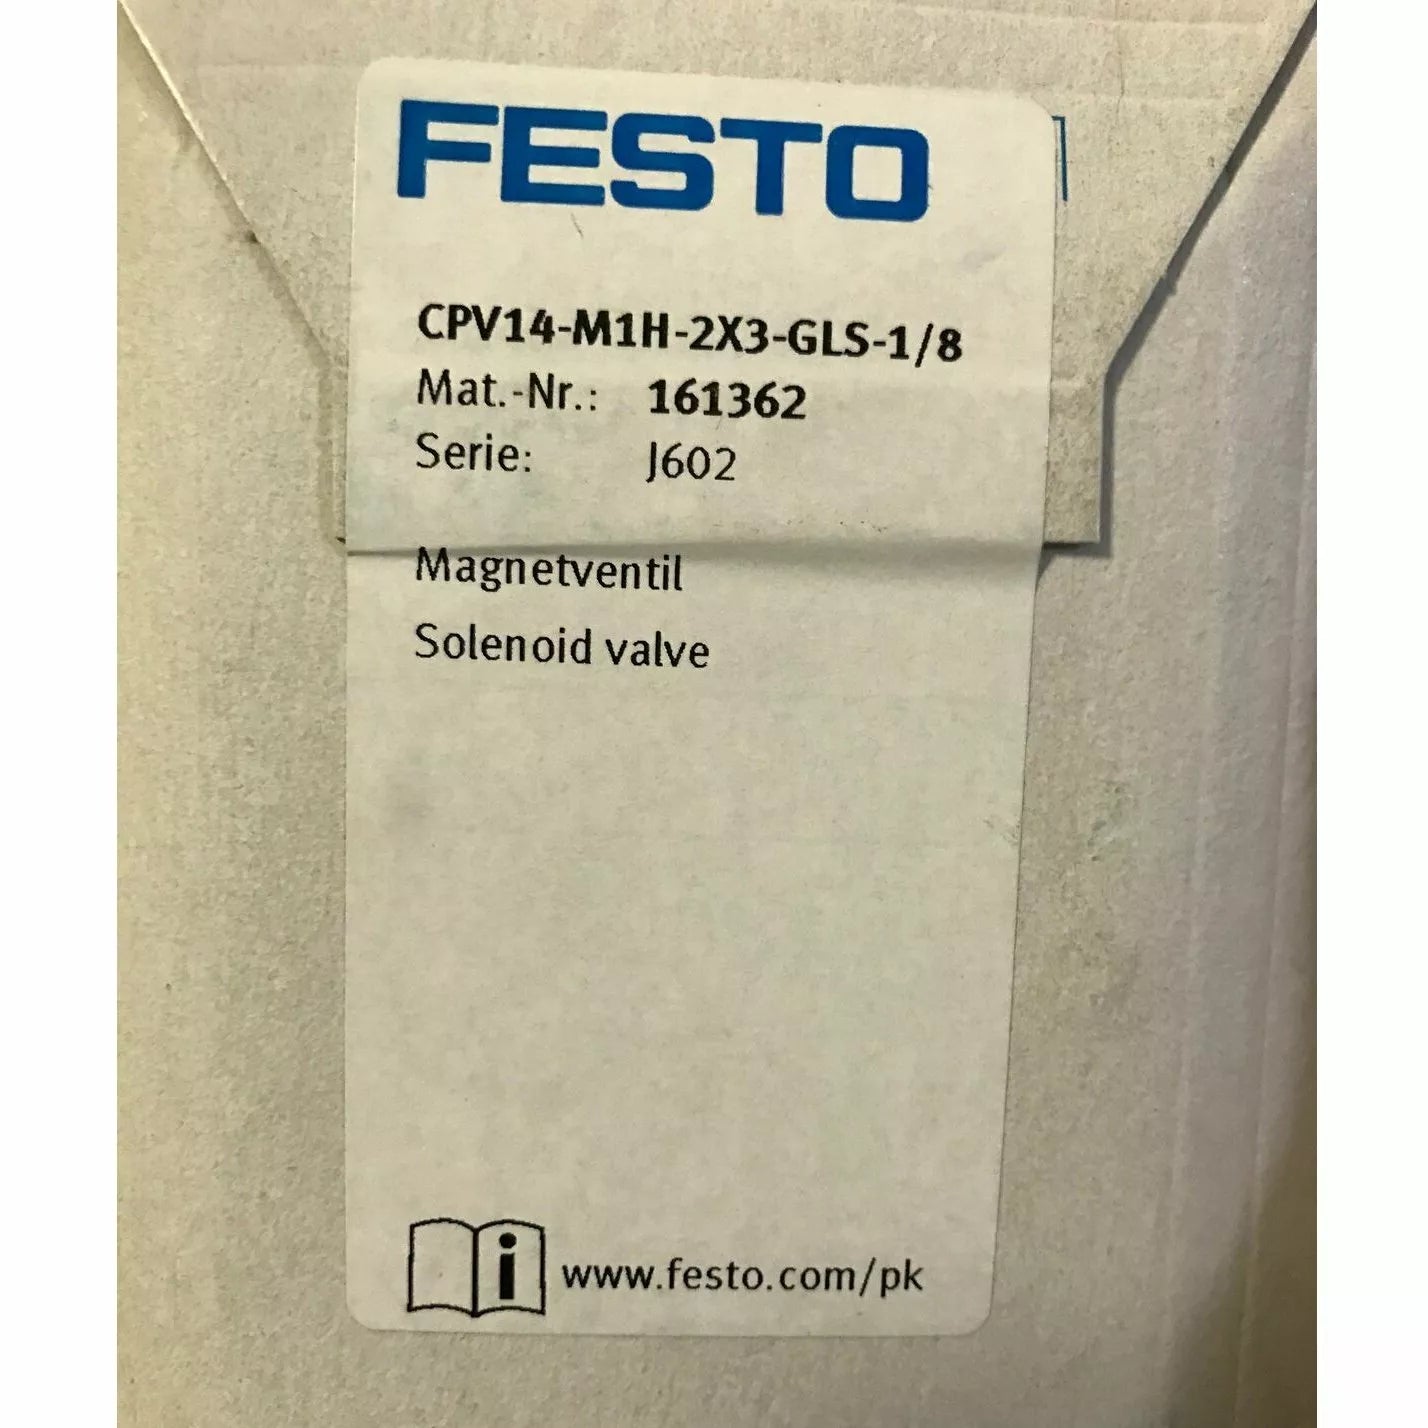 FESTO
CPV14-M1H-2X3-GLS-1/8
Mat.-Nr.: 161362
Serie: J602
Magnetventil
Solenoid valve
i www.festo.com/pk